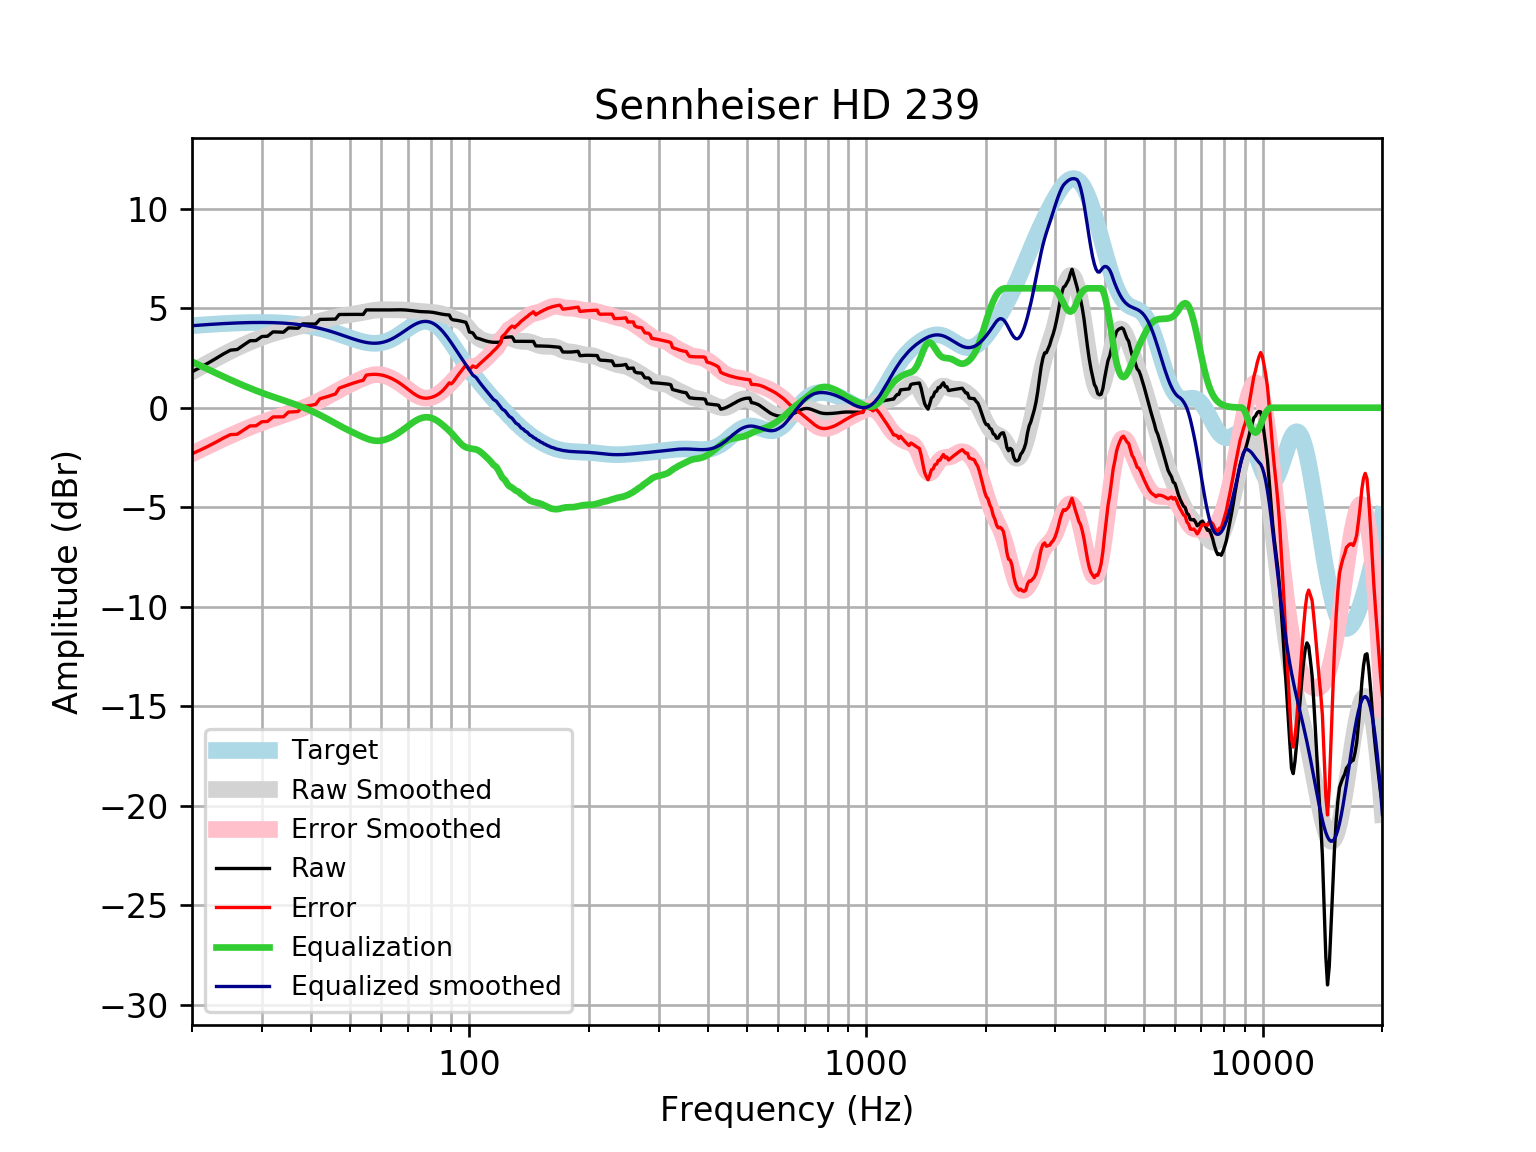 Sennheiser HD 239
10
5
0
−5
−10
−15
−20
−25
−30
Amplitude (dBr)
Target
Raw Smoothed
Error Smoothed
Raw
Error
Equalization
Equalized smoothed
100 1000 10000
Frequency (Hz)